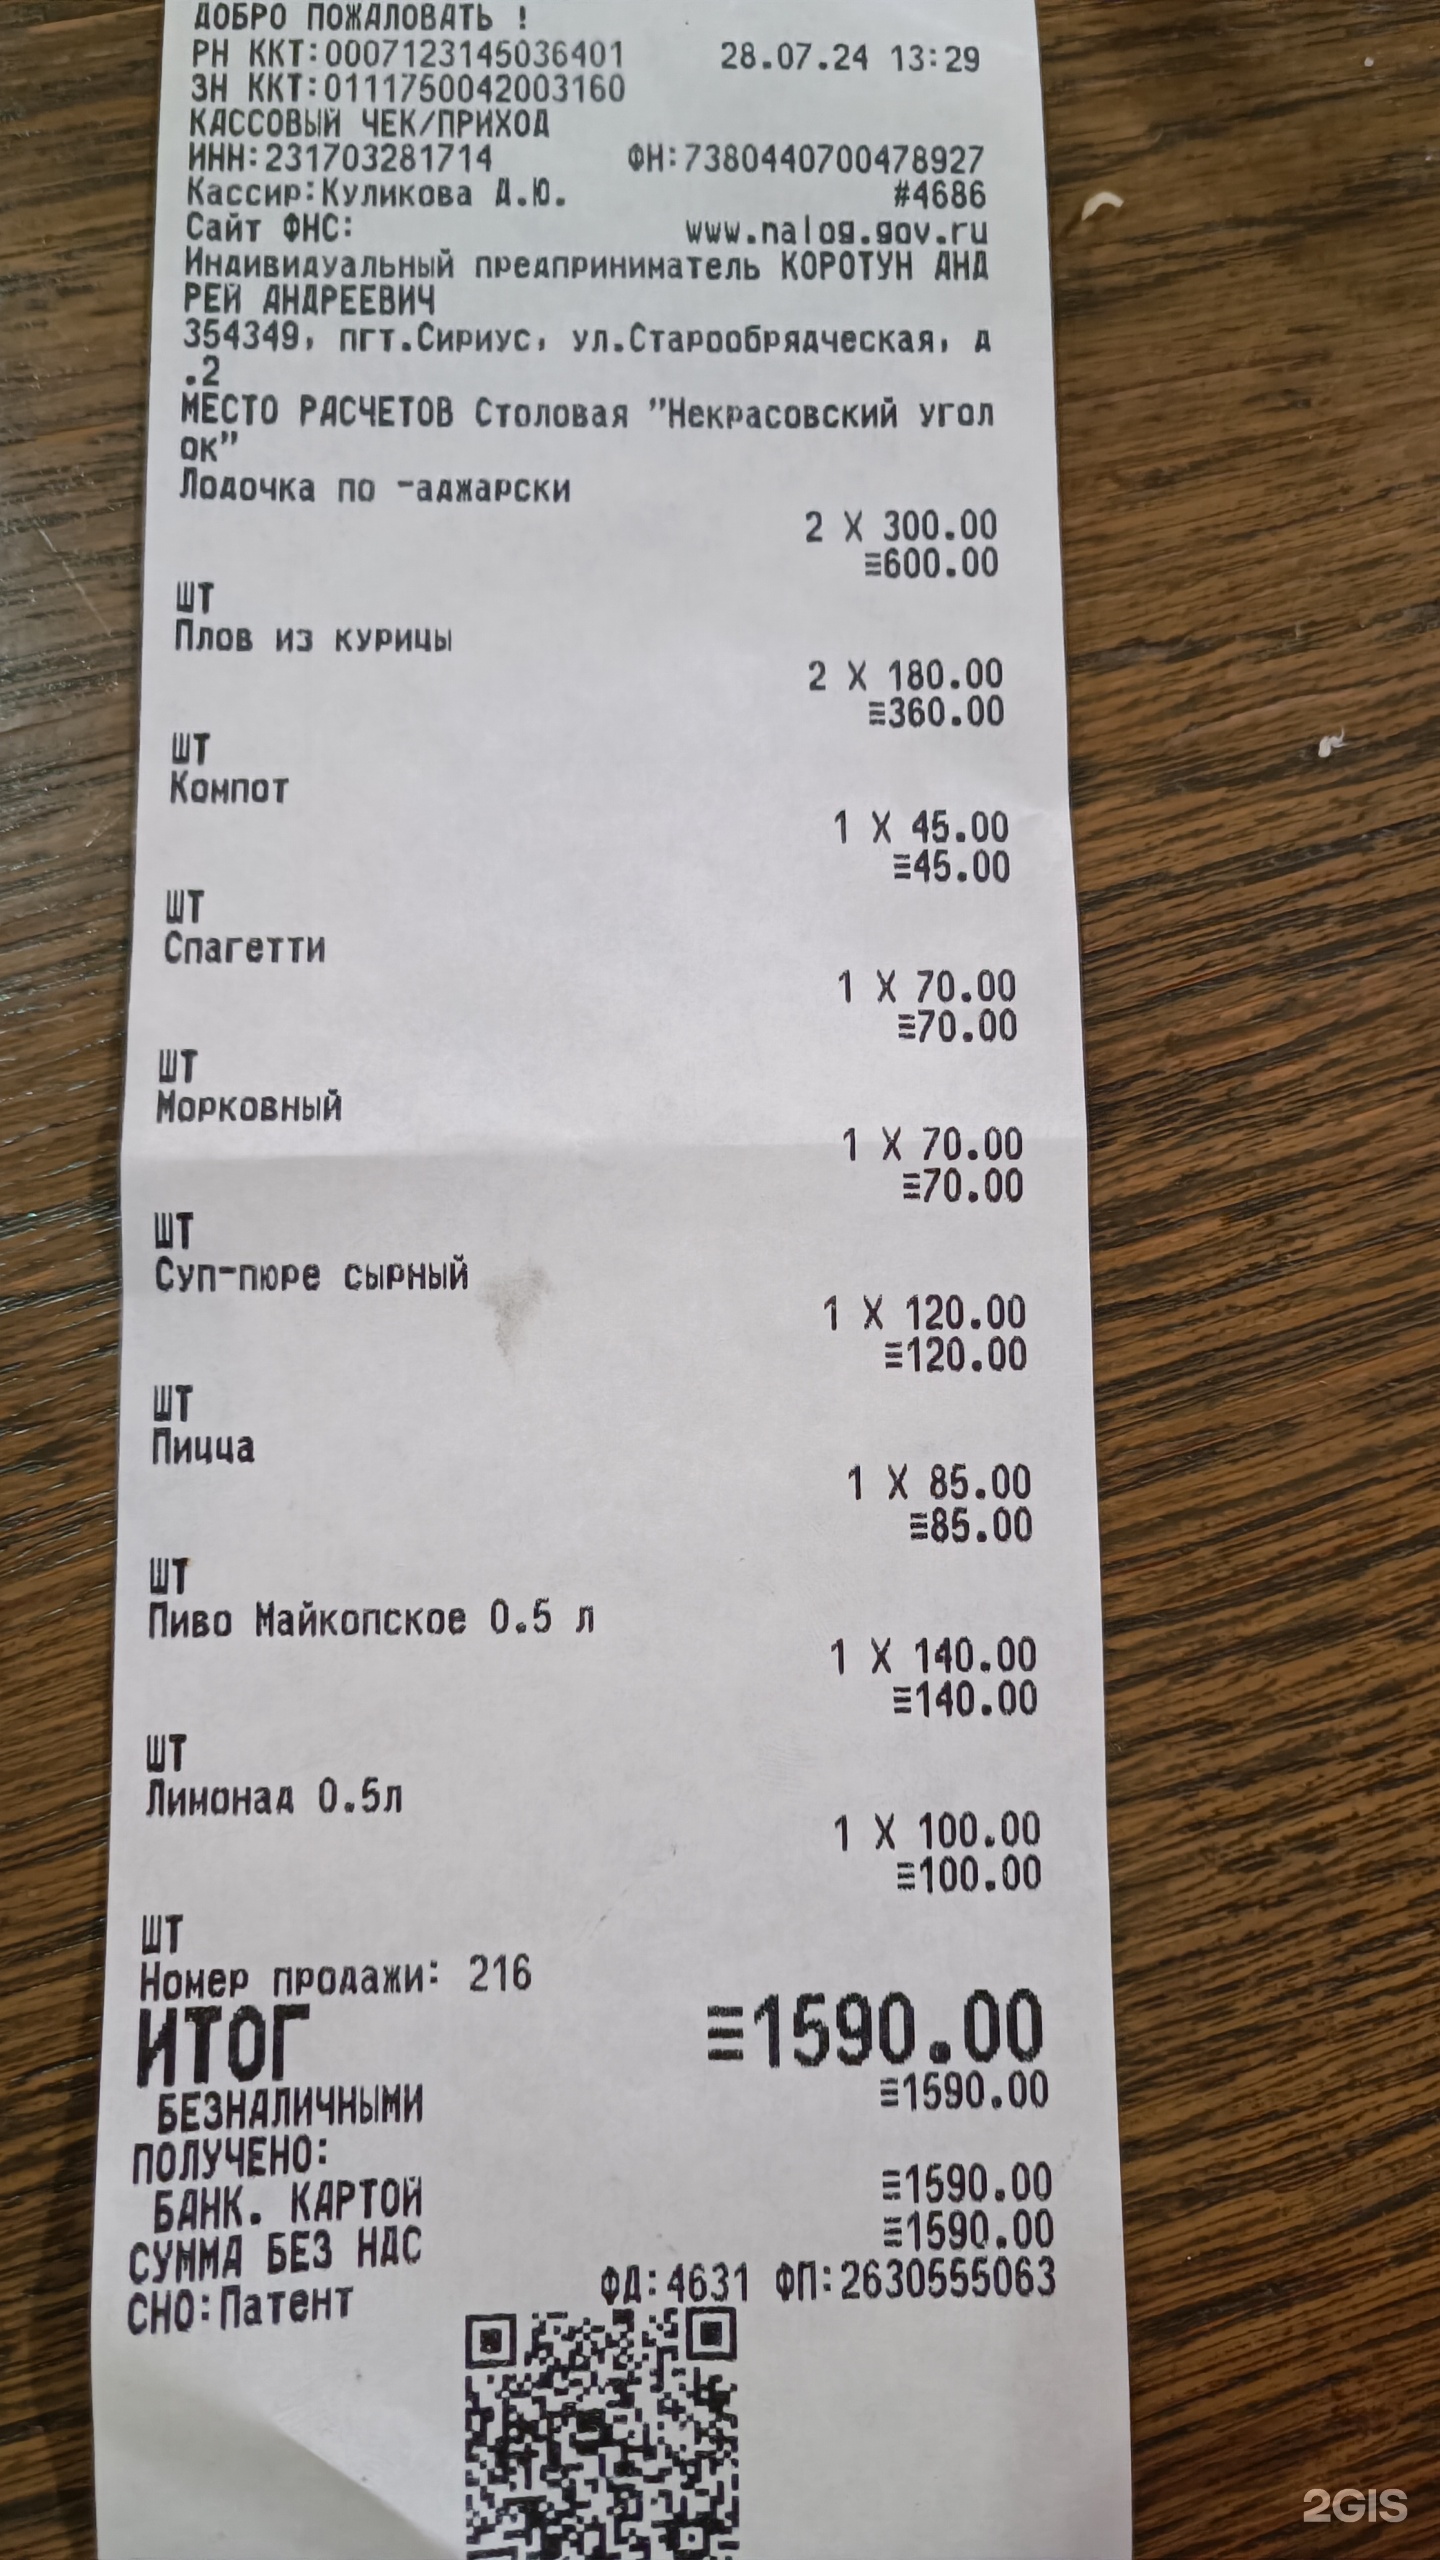 ДОБРО ПОЖАЛОВАТЬ !
РН ККТ:0007123145036401 28.07.24 13:29
ЗН ККТ:0111750042003160
КАССОВЫЙ ЧЕК/ПРИХОД
ИНН:231703281714 ФН:7380440700478927
Кассир:Куликова Д.Ю. #4686
Сайт ФНС: www.nalog.gov.ru
Индивидуальный предприниматель КОРОТУН АНД
РЕЙ АНДРЕЕВИЧ
354349, пгт.Сириус, ул.Старообрядческая, д
.2
МЕСТО РАСЧЕТОВ Столовая "Некрасовский угол
ок"
Лодочка по -аджарски
2 X 300.00
≡600.00
ШТ
Плов из курицы
2 X 180.00
≡360.00
ШТ
Компот
1 X 45.00
≡45.00
ШТ
Спагетти
1 X 70.00
≡70.00
ШТ
Морковный
1 X 70.00
≡70.00
ШТ
Суп-пюре сырный
1 X 120.00
≡120.00
ШТ
Пицца
1 X 85.00
≡85.00
ШТ
Пиво Майкопское 0.5 л
1 X 140.00
≡140.00
ШТ
Лимонад 0.5л
1 X 100.00
≡100.00
ШТ
Номер продажи: 216
ИТОГ ≡1590.00
БЕЗНАЛИЧНЫМИ ≡1590.00
ПОЛУЧЕНО:
БАНК. КАРТОЙ ≡1590.00
СУММА БЕЗ НДС ≡1590.00
СНО:Патент ФД:4631 ФП:2630555063
2GIS